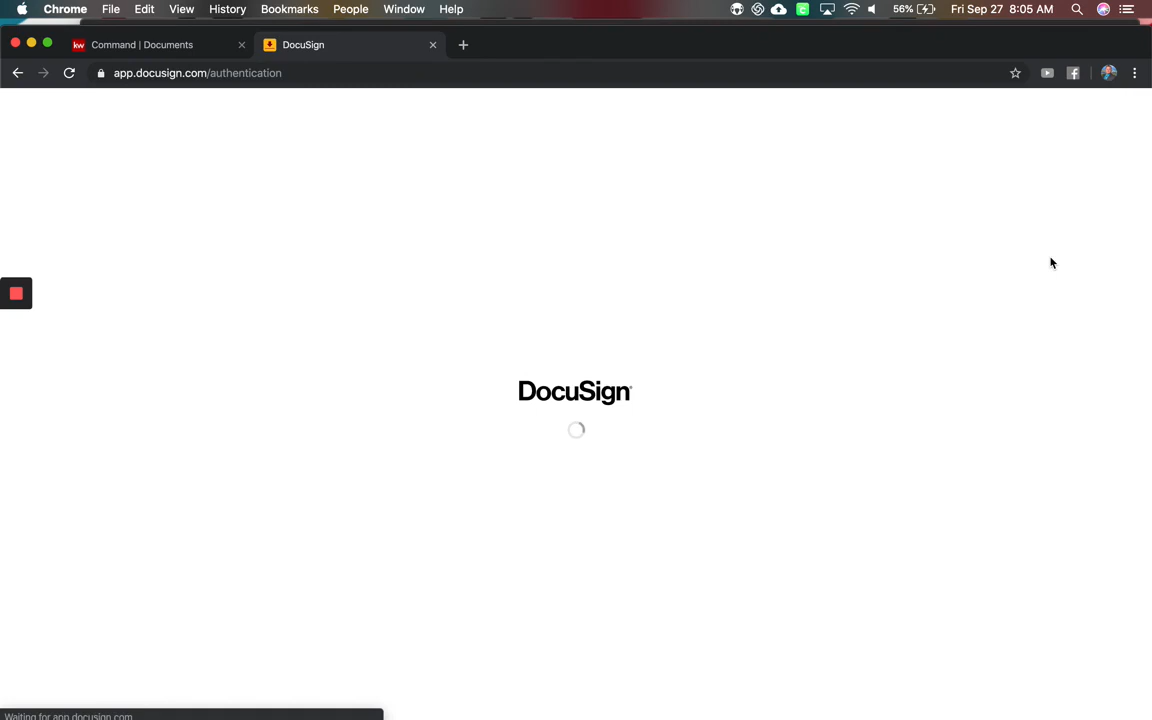 Chrome File Edit View History Bookmarks People Window Help 56% Fri Sep 27 8:05 AM
kw Command | Documents DocuSign
app.docusign.com/authentication
DocuSign
Waiting for app.docusign.com